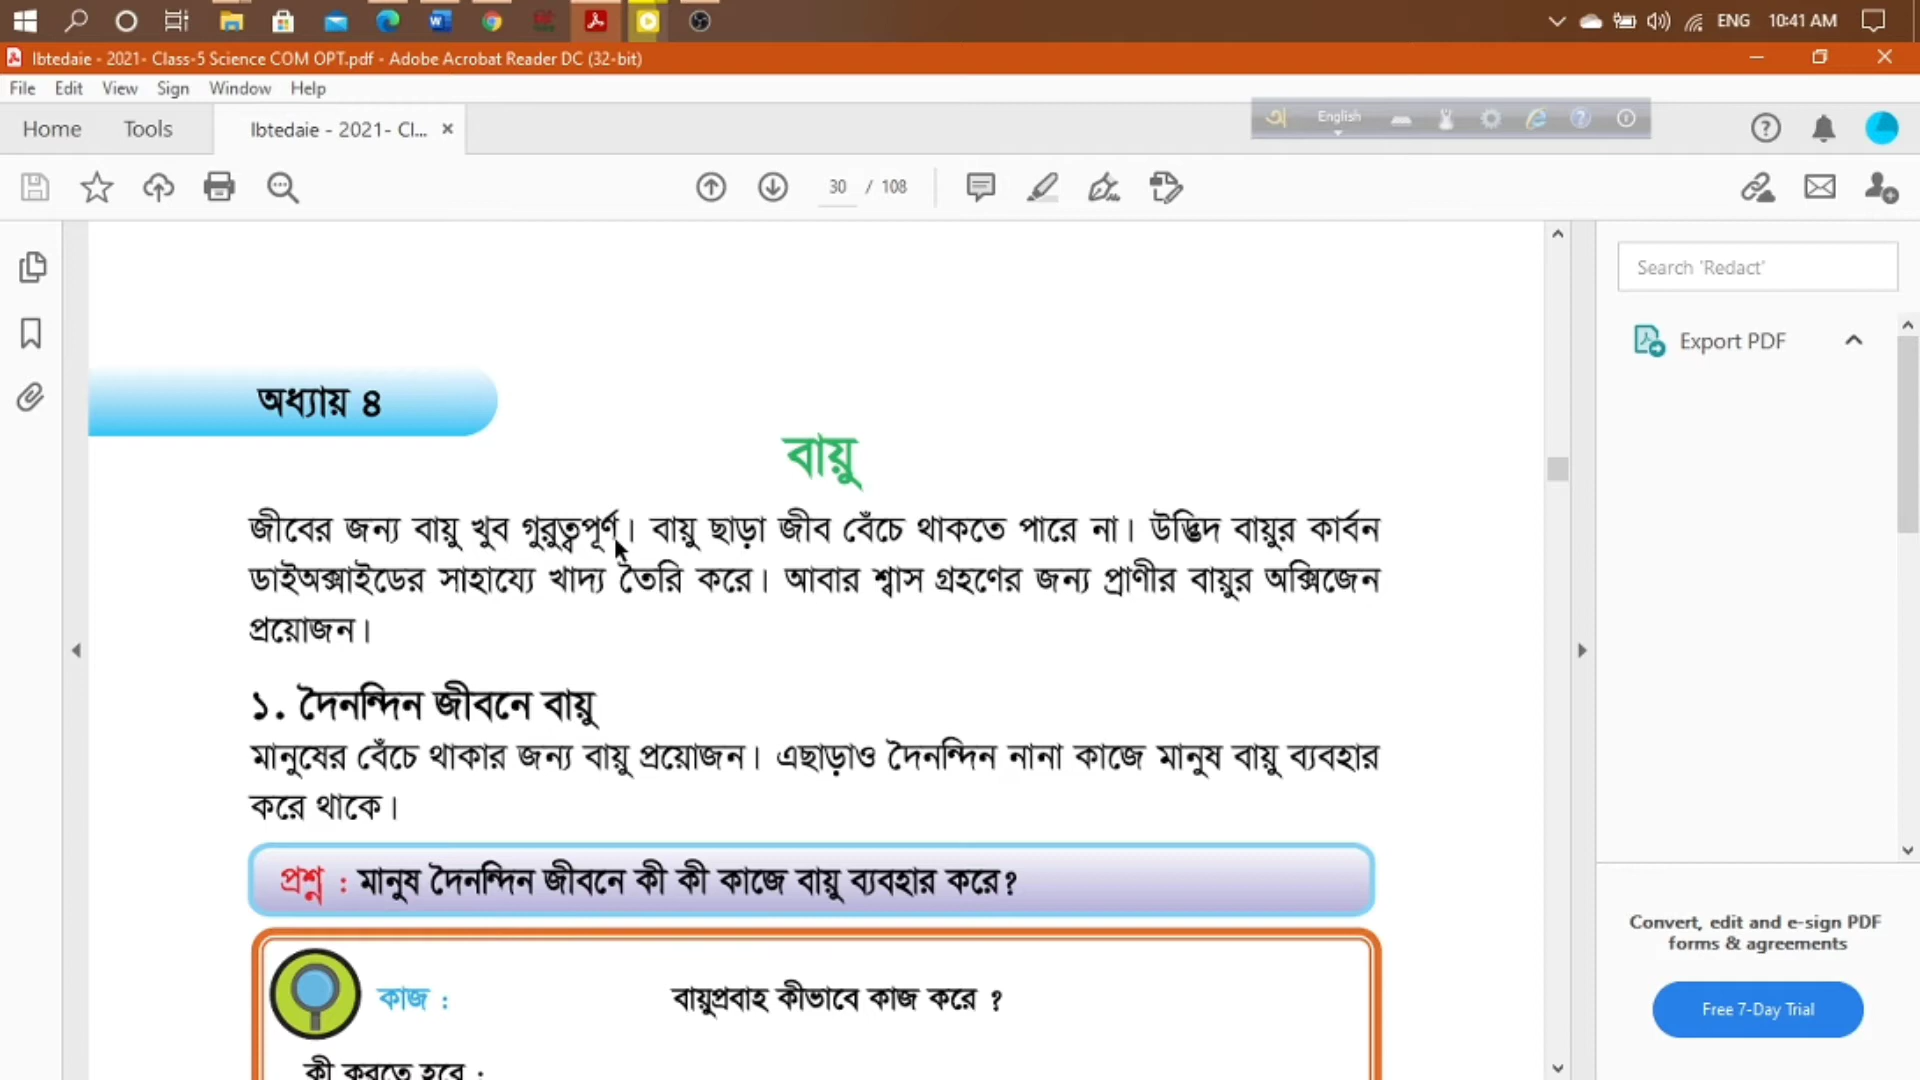 ENG 10:41 AM
Ibtedaie - 2021- Class-5 Science COM OPT.pdf - Adobe Acrobat Reader DC (32-bit)
File Edit View Sign Window Help
Home Tools Ibtedaie - 2021- Cl... English
30 / 108
Search 'Redact'
Export PDF
অধ্যায় ৪
বায়ু
জীবের জন্য বায়ু খুব গুরুত্বপূর্ণ। বায়ু ছাড়া জীব বেঁচে থাকতে পারে না। উদ্ভিদ বায়ুর কার্বন
ডাইঅক্সাইডের সাহায্যে খাদ্য তৈরি করে। আবার শ্বাস গ্রহণের জন্য প্রাণীর বায়ুর অক্সিজেন
প্রয়োজন।
১. দৈনন্দিন জীবনে বায়ু
মানুষের বেঁচে থাকার জন্য বায়ু প্রয়োজন। এছাড়াও দৈনন্দিন নানা কাজে মানুষ বায়ু ব্যবহার
করে থাকে।
প্রশ্ন : মানুষ দৈনন্দিন জীবনে কী কী কাজে বায়ু ব্যবহার করে?
কাজ : বায়ুপ্রবাহ কীভাবে কাজ করে ?
কী করতে হবে :
Convert, edit and e-sign PDF
forms & agreements
Free 7-Day Trial